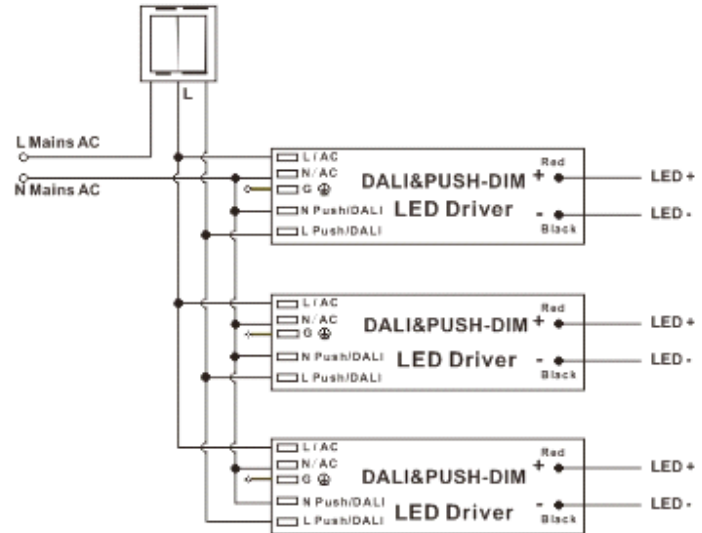 L
L Mains AC
N Mains AC
L / AC
N/AC
G
N Push/DALI
L Push/DALI
DALI&PUSH-DIM
LED Driver
Red
+
-
Black
LED +
LED -
L/AC
N/AC
G
N Push/DALI
L Push/DALI
DALI&PUSH-DIM
LED Driver
Red
+
-
Black
LED +
LED -
L/AC
N/AC
G
N Push/DALI
L Push/DALI
DALI&PUSH-DIM
LED Driver
Red
+
-
Black
LED +
LED -